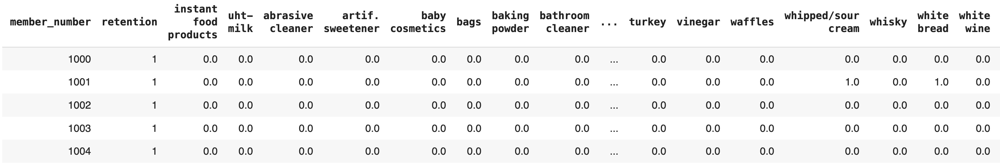 member_number retention instant food products uht-milk abrasive cleaner artif. sweetener baby cosmetics bags baking powder bathroom cleaner ... turkey vinegar waffles whipped/sour cream whisky white bread white wine
1000 1 0.0 0.0 0.0 0.0 0.0 0.0 0.0 0.0 ... 0.0 0.0 0.0 0.0 0.0 0.0 0.0
1001 1 0.0 0.0 0.0 0.0 0.0 0.0 0.0 0.0 ... 0.0 0.0 0.0 1.0 0.0 1.0 0.0
1002 1 0.0 0.0 0.0 0.0 0.0 0.0 0.0 0.0 ... 0.0 0.0 0.0 0.0 0.0 0.0 0.0
1003 1 0.0 0.0 0.0 0.0 0.0 0.0 0.0 0.0 ... 0.0 0.0 0.0 0.0 0.0 0.0 0.0
1004 1 0.0 0.0 0.0 0.0 0.0 0.0 0.0 0.0 ... 0.0 0.0 0.0 0.0 0.0 0.0 0.0